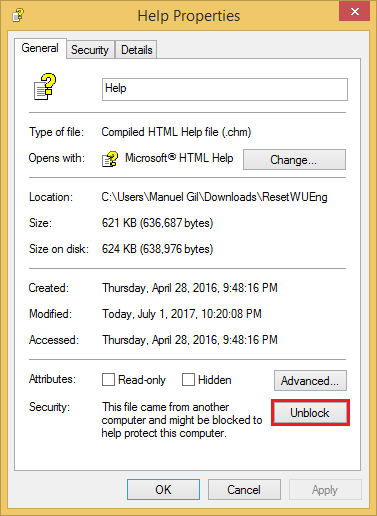 Help Properties
General Security Details
Help
Type of file: Compiled HTML Help file (.chm)
Opens with: Microsoft® HTML Help Change...
Location: C:\Users\Manuel Gil\Downloads\ResetWUEng
Size: 621 KB (636,687 bytes)
Size on disk: 624 KB (638,976 bytes)
Created: Thursday, April 28, 2016, 9:48:16 PM
Modified: Today, July 1, 2017, 10:20:08 PM
Accessed: Thursday, April 28, 2016, 9:48:16 PM
Attributes: Read-only Hidden Advanced...
Security: This file came from another
computer and might be blocked to
help protect this computer.
Unblock
OK Cancel Apply